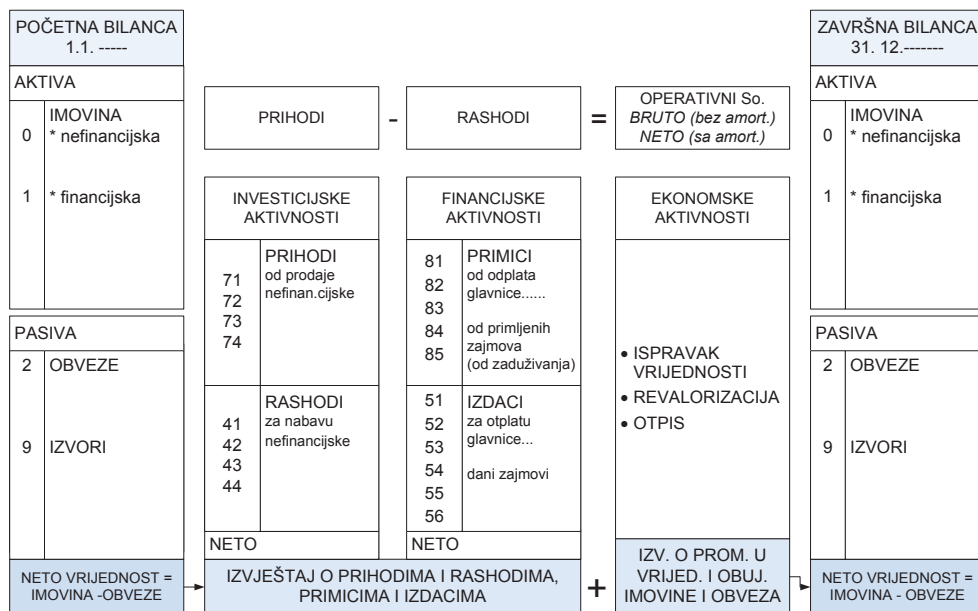 POČETNA BILANCA
1.1. -----
AKTIVA
0
IMOVINA
* nefinancijska
1
* financijska
PASIVA
2
OBVEZE
9
IZVORI
NETO VRIJEDNOST =
IMOVINA -OBVEZE
PRIHODI
-
RASHODI
=
OPERATIVNI So.
BRUTO (bez amort.)
NETO (sa amort.)
INVESTICIJSKE
AKTIVNOSTI
71
72
73
74
PRIHODI
od prodaje
nefinan.cijske
41
42
43
44
RASHODI
za nabavu
nefinancijske
NETO
FINANCIJSKE
AKTIVNOSTI
81
82
83
84
85
PRIMICI
od odplata
glavnice......
od primljenih
zajmova
(od zaduživanja)
51
52
53
54
55
56
IZDACI
za otplatu
glavnice...
dani zajmovi
NETO
IZVJEŠTAJ O PRIHODIMA I RASHODIMA,
PRIMICIMA I IZDACIMA
+
EKONOMSKE
AKTIVNOSTI
• ISPRAVAK
VRIJEDNOSTI
• REVALORIZACIJA
• OTPIS
IZV. O PROM. U
VRIJED. I OBUJ.
IMOVINE I OBVEZA
ZAVRŠNA BILANCA
31. 12.-------
AKTIVA
0
IMOVINA
* nefinancijska
1
* financijska
PASIVA
2
OBVEZE
9
IZVORI
NETO VRIJEDNOST =
IMOVINA - OBVEZE